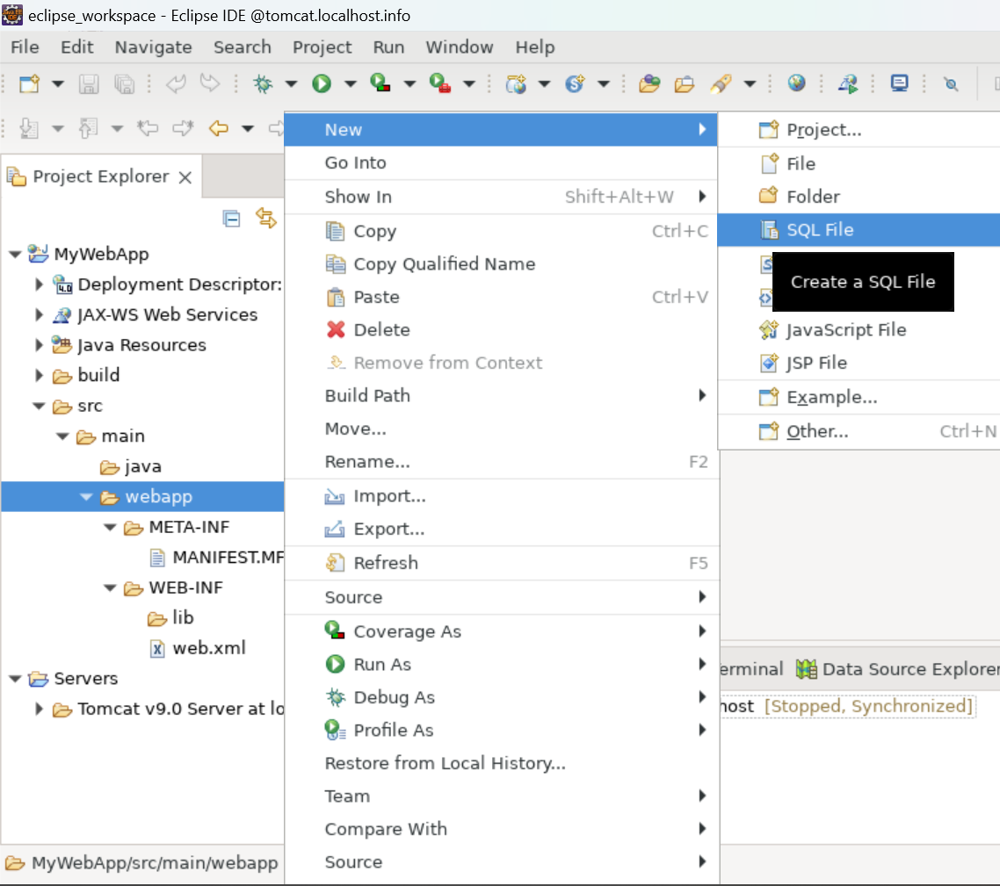 eclipse_workspace - Eclipse IDE @tomcat.localhost.info
File Edit Navigate Search Project Run Window Help
Project Explorer
MyWebApp
4.0 Deployment Descriptor:
JAX-WS Web Services
Java Resources
build
src
main
java
webapp
META-INF
MANIFEST.MF
WEB-INF
lib
web.xml
Servers
Tomcat v9.0 Server at lo
MyWebApp/src/main/webapp
New
Go Into
Show In Shift+Alt+W
Copy Ctrl+C
Copy Qualified Name
Paste Ctrl+V
Delete
Remove from Context
Build Path
Move...
Rename... F2
Import...
Export...
Refresh F5
Source
Coverage As
Run As
Debug As
Profile As
Restore from Local History...
Team
Compare With
Source
Project...
File
Folder
SQL File
Create a SQL File
JavaScript File
JSP File
Example...
Other... Ctrl+N
erminal Data Source Explorer
host [Stopped, Synchronized]